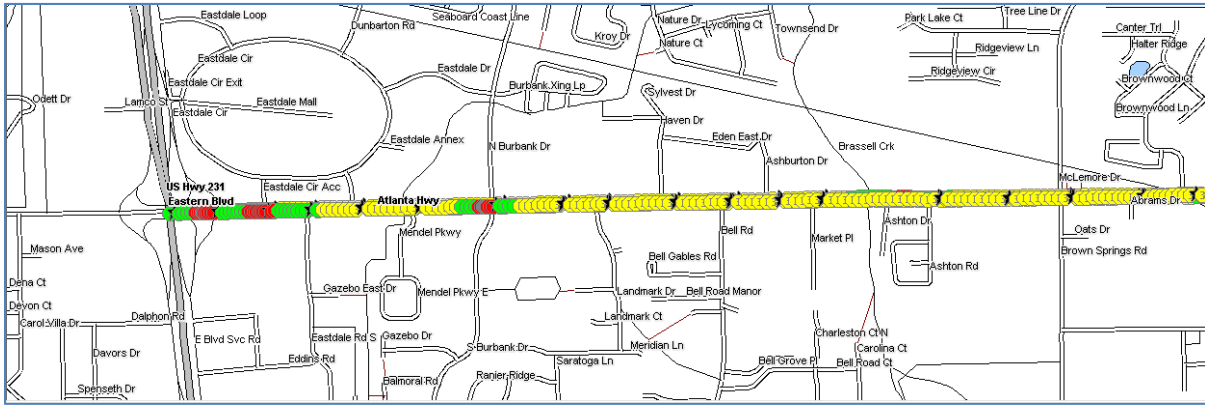 Eastdale Loop
Dunbarton Rd
Seaboard Coast Line
Nature Dr
Lycoming Ct
Townsend Dr
Park Lake Ct
Tree Line Dr
Canter Trl
Kroy Dr
Nature Ct
Ridgeview Ln
Halter Ridge
Eastdale Cir
Eastdale Dr
Ridgeview Cir
Brownwood Ct
Eastdale Cir Exit
Burbank Xing Lp
Sylvest Dr
Odett Dr
Lamco St
Eastdale Mall
Brownwood Ln
Eastdale Cir
Haven Dr
Eastdale Annex
Eden East Dr
N Burbank Dr
Brassell Crk
Ashburton Dr
McLemore Dr
US Hwy 231
Eastern Blvd
Eastdale Cir Acc
Atlanta Hwy
Abrams Dr
Mendel Pkwy
Bell Rd
Market Pl
Ashton Dr
Oats Dr
Mason Ave
Bell Gables Rd
Brown Springs Rd
Ashton Rd
Dena Ct
Gazebo East Dr
Mendel Pkwy E
Landmark Dr
Bell Road Manor
Devon Ct
Dalphon Rd
Landmark Ct
Carol Villa Dr
E Blvd Svc Rd
Eastdale Rd S
Gazebo Dr
Charleston Ct N
Davors Dr
Eddins Rd
S Burbank Dr
Meridian Ln
Carolina Ct
Saratoga Ln
Bell Grove Pl
Bell Road Ct
Spenseth Dr
Balmoral Rd
Ranier Ridge